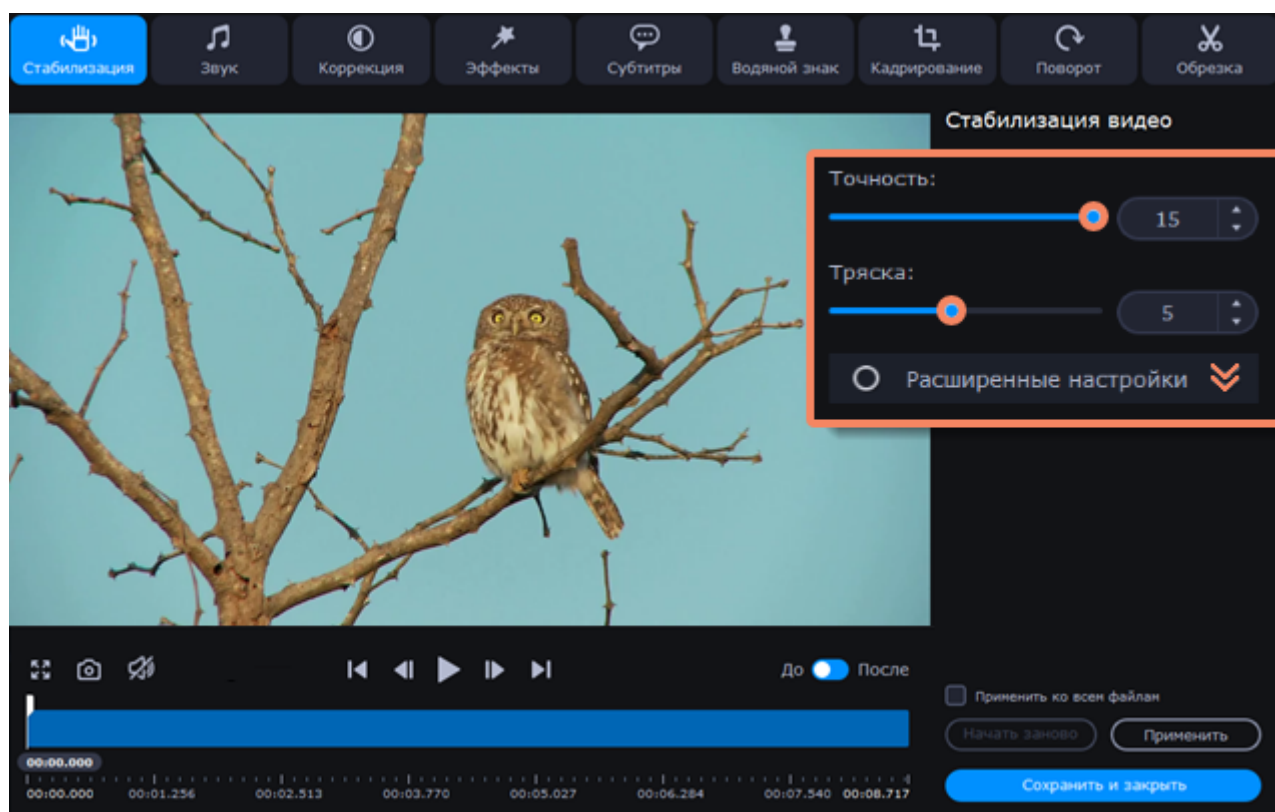 Стабилизация Звук Коррекция Эффекты Субтитры Водяной знак Кадрирование Поворот Обрезка
Стабилизация видео
Точность:
15
Тряска:
5
Расширенные настройки
До После
Применить ко всем файлам
Начать заново Применить
00:00.000
Сохранить и закрыть
00:00.000 00:01.256 00:02.513 00:03.770 00:05.027 00:06.284 00:07.540 00:08.717